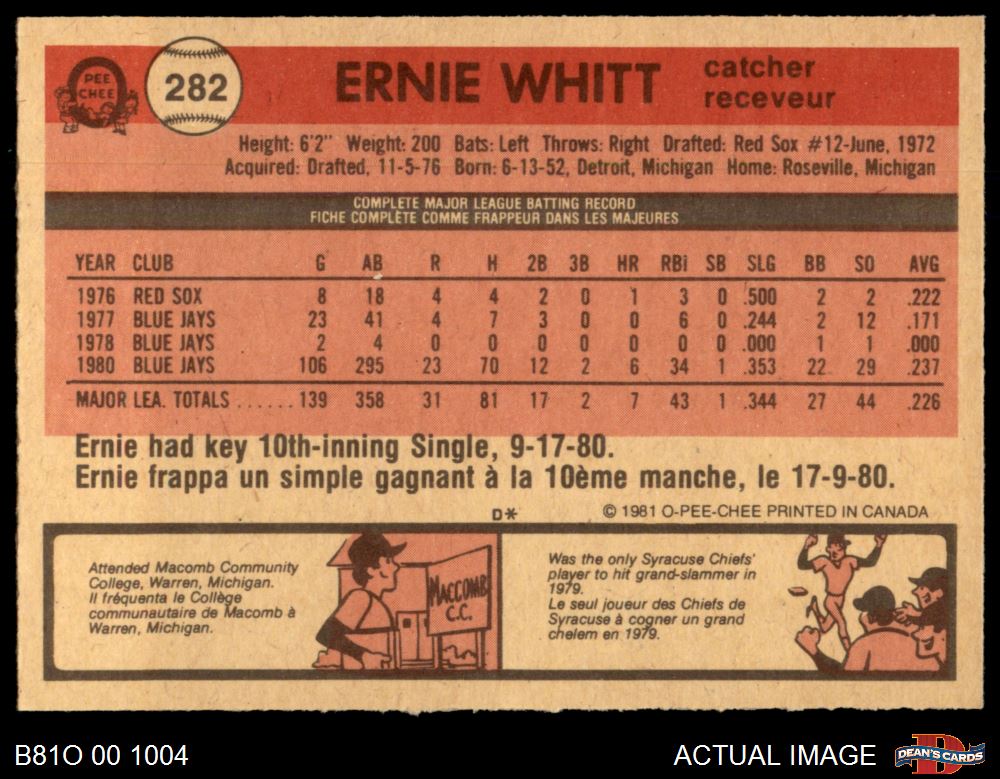 PEE
CHEE
282
ERNIE WHITT
catcher
receveur
Height: 6'2" Weight: 200 Bats: Left Throws: Right Drafted: Red Sox #12-June, 1972
Acquired: Drafted, 11-5-76 Born: 6-13-52, Detroit, Michigan Home: Roseville, Michigan
COMPLETE MAJOR LEAGUE BATTING RECORD
FICHE COMPLÈTE COMME FRAPPEUR DANS LES MAJEURES
YEAR CLUB G AB R H 2B 3B HR RBI SB SLG BB SO AVG
1976 RED SOX 8 18 4 4 2 0 1 3 0 .500 2 2 .222
1977 BLUE JAYS 23 41 4 7 3 0 0 6 0 .244 2 12 .171
1978 BLUE JAYS 2 4 0 0 0 0 0 0 0 .000 1 1 .000
1980 BLUE JAYS 106 295 23 70 12 2 6 34 1 .353 22 29 .237
MAJOR LEA. TOTALS ...... 139 358 31 81 17 2 7 43 1 .344 27 44 .226
Ernie had key 10th-inning Single, 9-17-80.
Ernie frappa un simple gagnant à la 10ème manche, le 17-9-80.
D* © 1981 O-PEE-CHEE PRINTED IN CANADA
Attended Macomb Community
College, Warren, Michigan.
Il fréquenta le Collège
communautaire de Macomb à
Warren, Michigan.
MACCOMB
C.C.
Was the only Syracuse Chiefs'
player to hit grand-slammer in
1979.
Le seul joueur des Chiefs de
Syracuse à cogner un grand
chelem en 1979.
B81O 00 1004
ACTUAL IMAGE
D
DEAN'S CARDS